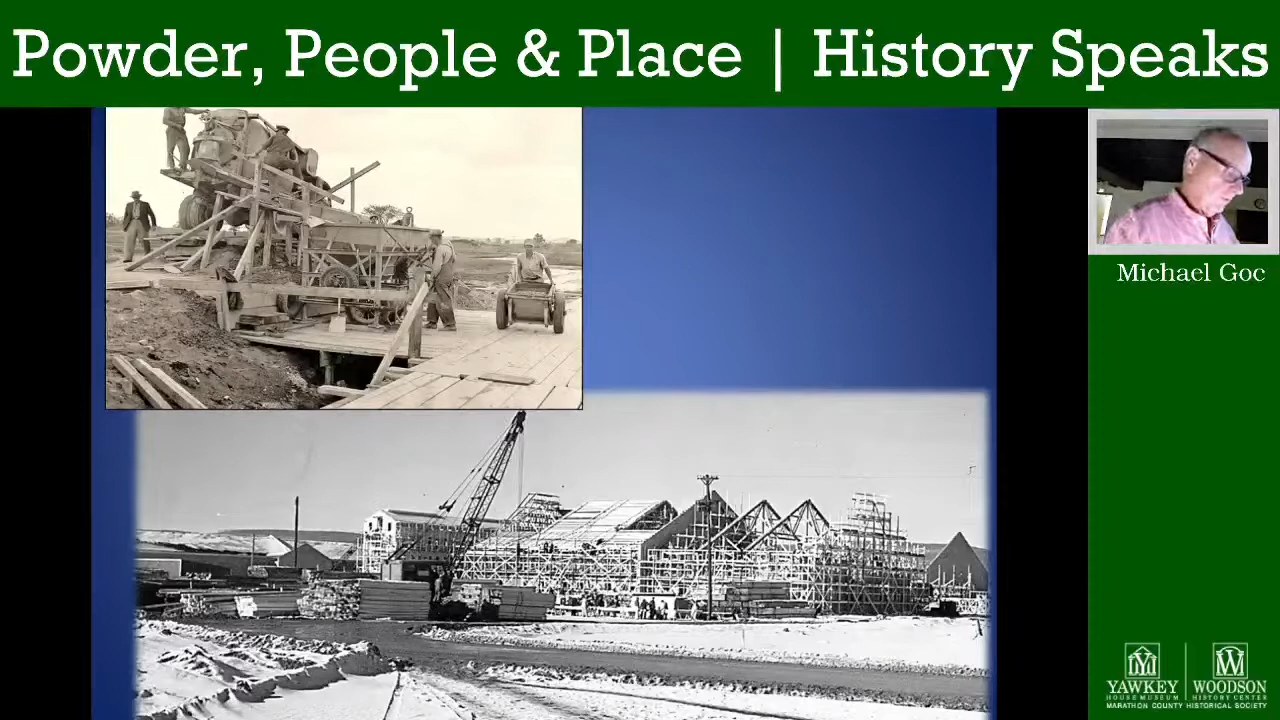 Powder, People & Place | History Speaks
Michael Goc
YAWKEY
HOUSE MUSEUM
WOODSON
HISTORY CENTER
MARATHON COUNTY HISTORICAL SOCIETY